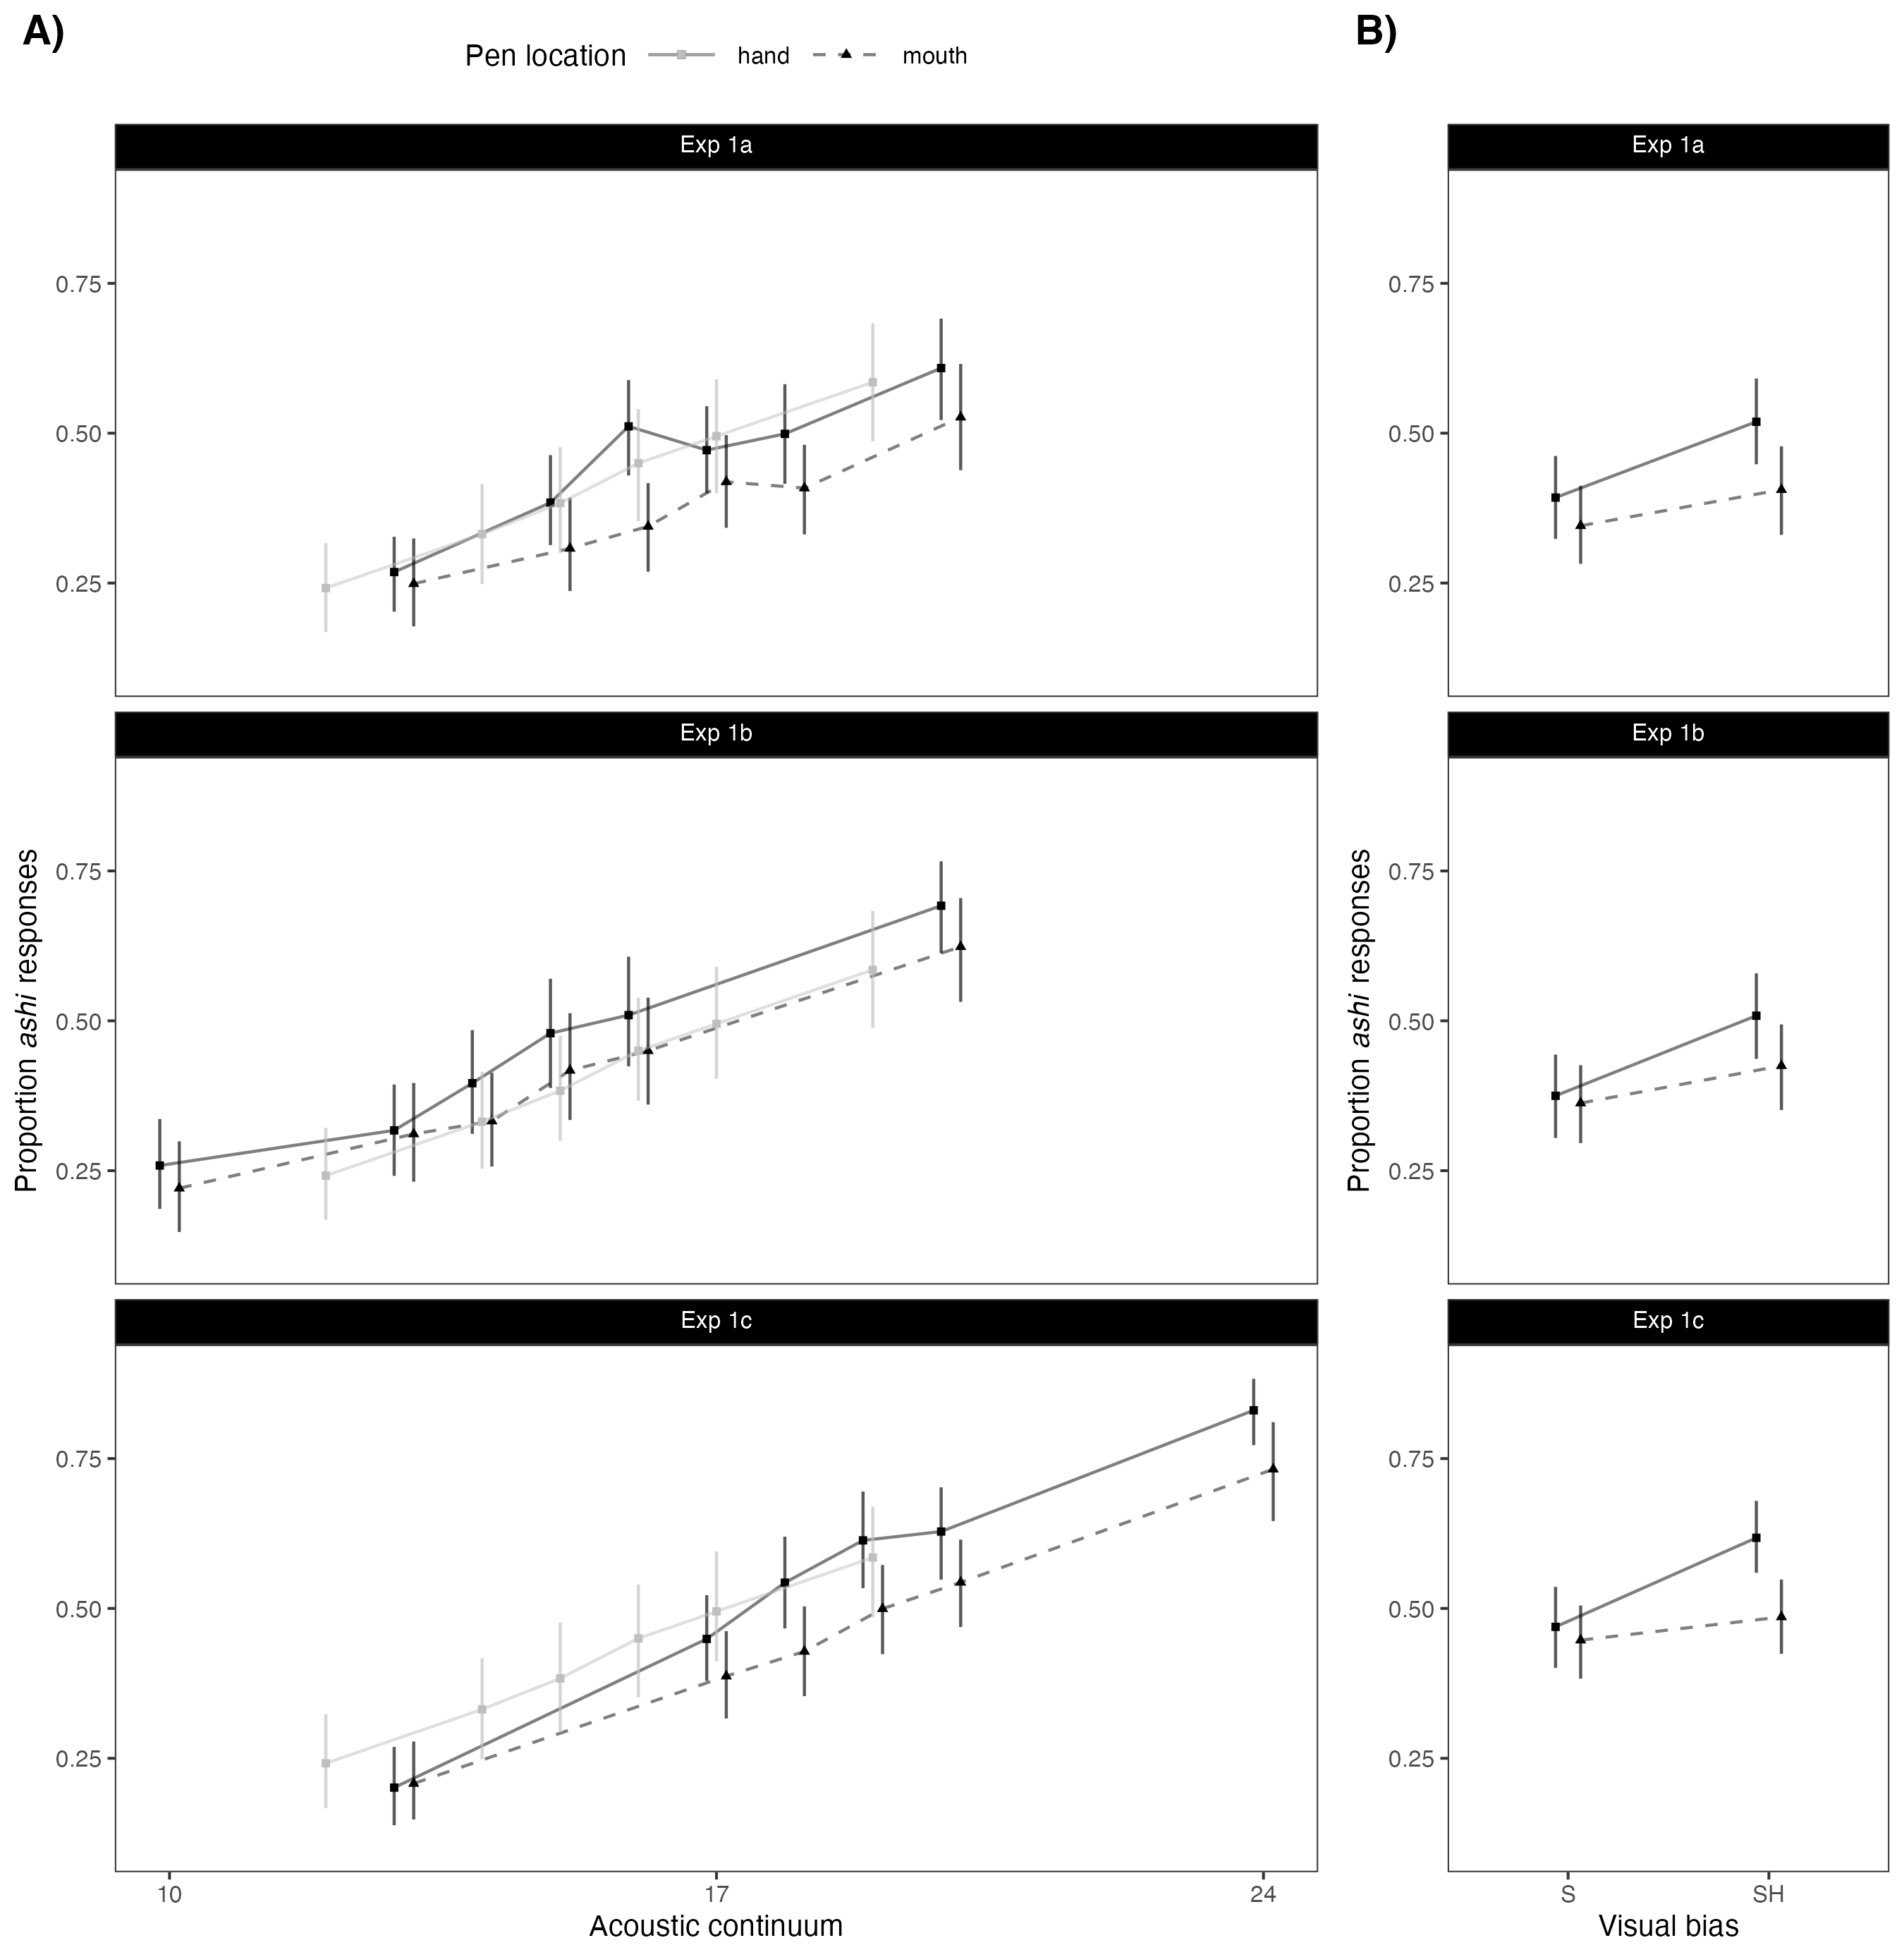 A)
Pen location hand mouth
Exp 1a
0.75
0.50
0.25
Exp 1b
0.75
0.50
0.25
Exp 1c
0.75
0.50
0.25
Proportion ashi responses
10 17 24
Acoustic continuum
B)
Exp 1a
0.75
0.50
0.25
Exp 1b
0.75
0.50
0.25
Exp 1c
0.75
0.50
0.25
Proportion ashi responses
S SH
Visual bias